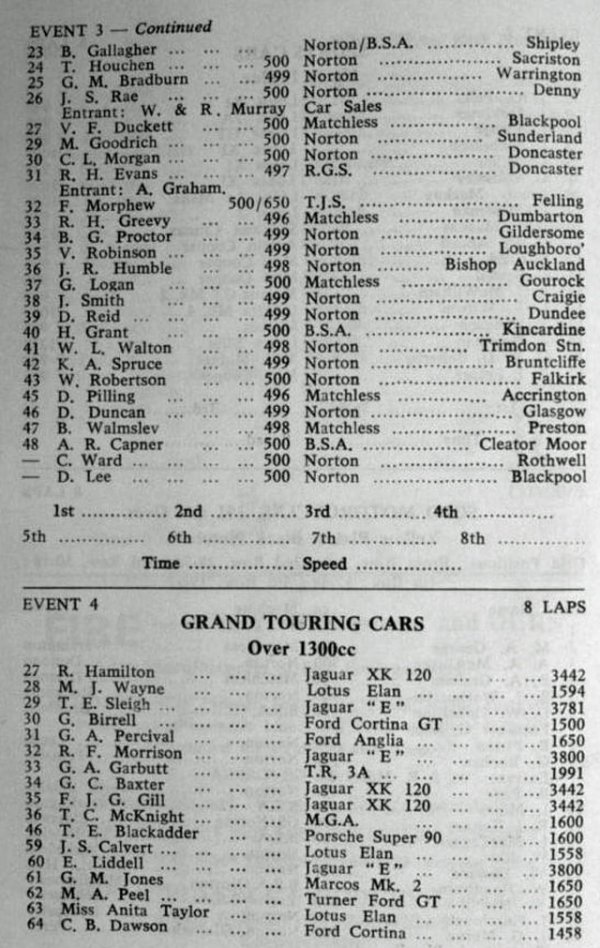 EVENT 3 — Continued
23 B. Gallagher ... ... ... Norton/B.S.A. ............... Shipley
24 T. Houchen ... ... ... 500 Norton ..................... Sacriston
25 G. M. Bradburn ... ... 499 Norton .................. Warrington
26 J. S. Rae ... ... ... 500 Norton ........................ Denny
Entrant: W. & R. Murray Car Sales
27 V. F. Duckett ... ... 500 Matchless .................. Blackpool
29 M. Goodrich ... ... ... 500 Norton .................. Sunderland
30 C. L. Morgan ... ... ... 500 Norton .................. Doncaster
31 R. H. Evans ... ... ... 497 R.G.S. .................. Doncaster
Entrant: A. Graham.
32 F. Morphew 500/650 T.J.S. ........................ Felling
33 R. H. Greevy ... ... 496 Matchless ............... Dumbarton
34 B. G. Proctor ... ... 499 Norton .................. Gildersome
35 V. Robinson ... ... ... 499 Norton .................. Loughboro'
36 J. R. Humble ... ... 498 Norton ......... Bishop Auckland
37 G. Logan ... ... ... 500 Matchless .................. Gourock
38 J. Smith ... ... ... 499 Norton ........................ Craigie
39 D. Reid ... ... ... ... 499 Norton ........................ Dundee
40 H. Grant ... ... ... 500 B.S.A. ..................... Kincardine
41 W. L. Walton ... ... 498 Norton ............... Trimdon Stn.
42 K. A. Spruce ... ... 499 Norton .................. Bruntcliffe
43 W. Robertson ... ... 500 Norton ..................... Falkirk
45 D. Pilling ... ... ... 496 Matchless ............... Accrington
46 D. Duncan ... ... ... 499 Norton ..................... Glasgow
47 B. Walmslev ... ... 498 Matchless .................. Preston
48 A. R. Capner ... ... 500 B.S.A. ............... Cleator Moor
— C. Ward ... ... ... ... 500 Norton ..................... Rothwell
— D. Lee ... ... ... ... 500 Norton ..................... Blackpool
1st .............. 2nd .............. 3rd .............. 4th ..............
5th .............. 6th .............. 7th .............. 8th ..............
Time .................. Speed ..................
EVENT 4 8 LAPS
GRAND TOURING CARS
Over 1300cc
27 R. Hamilton ... ... ... Jaguar XK 120 ... ... ... 3442
28 M. J. Wayne ... ... ... Lotus Elan ... ... ... ... 1594
29 T. E. Sleigh ... ... ... ... Jaguar "E" ... ... ... ... 3781
30 G. Birrell ... ... ... ... Ford Cortina GT ... ... ... 1500
31 G. A. Percival ... ... ... Ford Anglia ... ... ... ... 1650
32 R. F. Morrison ... ... ... Jaguar "E" ... ... ... ... 3800
33 G. A. Garbutt ... ... ... T.R. 3A ... ... ... ... 1991
34 G. C. Baxter ... ... ... Jaguar XK 120 ... ... ... 3442
35 F. J. G. Gill ... ... ... Jaguar XK 120 ... ... ... 3442
36 T. C. McKnight ... ... ... M.G.A. ... ... ... ... 1600
46 T. E. Blackadder ... ... ... Porsche Super 90 ... ... ... 1600
59 J. S. Calvert ... ... ... ... Lotus Elan ... ... ... ... 1558
60 E. Liddell ... ... ... ... Jaguar "E" ... ... ... ... 3800
61 G. M. Jones ... ... ... Marcos Mk. 2 ... ... ... 1650
62 M. A. Peel ... ... ... ... Turner Ford GT ... ... ... 1650
63 Miss Anita Taylor ... ... ... Lotus Elan ... ... ... ... 1558
64 C. B. Dawson ... ... ... Ford Cortina ... ... ... 1458